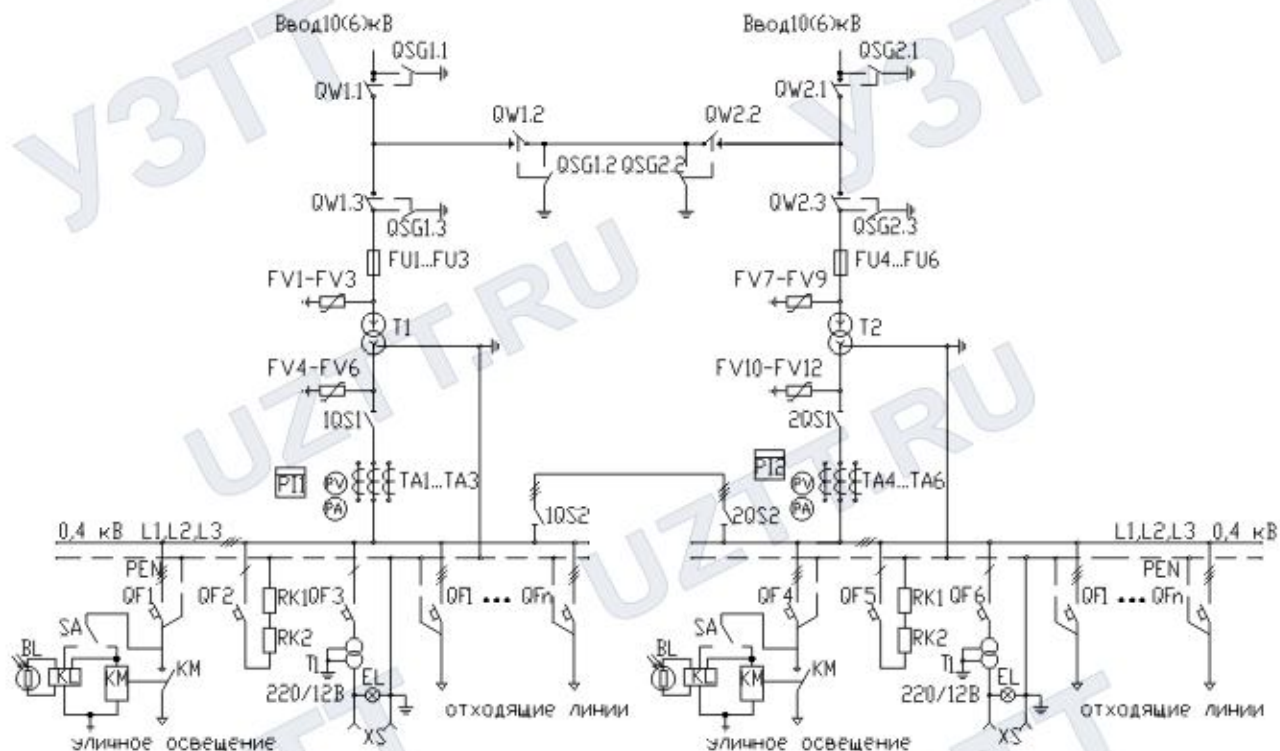 Ввод10(6)кВ Ввод10(6)кВ
QSG1.1 QSG2.1
QW1.1 QW2.1
QW1.2 QW2.2
QSG1.2 QSG2.2
QW1.3 QW2.3
QSG1.3 QSG2.3
FU1...FU3 FU4...FU6
FV1-FV3 FV7-FV9
T1 T2
FV4-FV6 FV10-FV12
1QS1 2QS1
PI1 PV TA1...TA3 PI2 PV TA4...TA6
PA PA
1QS2 2QS2
0,4 кВ L1,L2,L3 L1,L2,L3 0,4 кВ
PEN PEN
QF1 QF2 RK1 QF3 QF1 ... QFn QF4 QF5 RK1 QF6 QF1 ... QFn
SA RK2 SA RK2
BL KL KM KM T1 EL BL KL KM KM T1 EL
220/12В 220/12В
отходящие линии отходящие линии
XS XS
уличное освещение уличное освещение
УЗТТ
УЗТТ
UZTT.RU
UZTT.RU